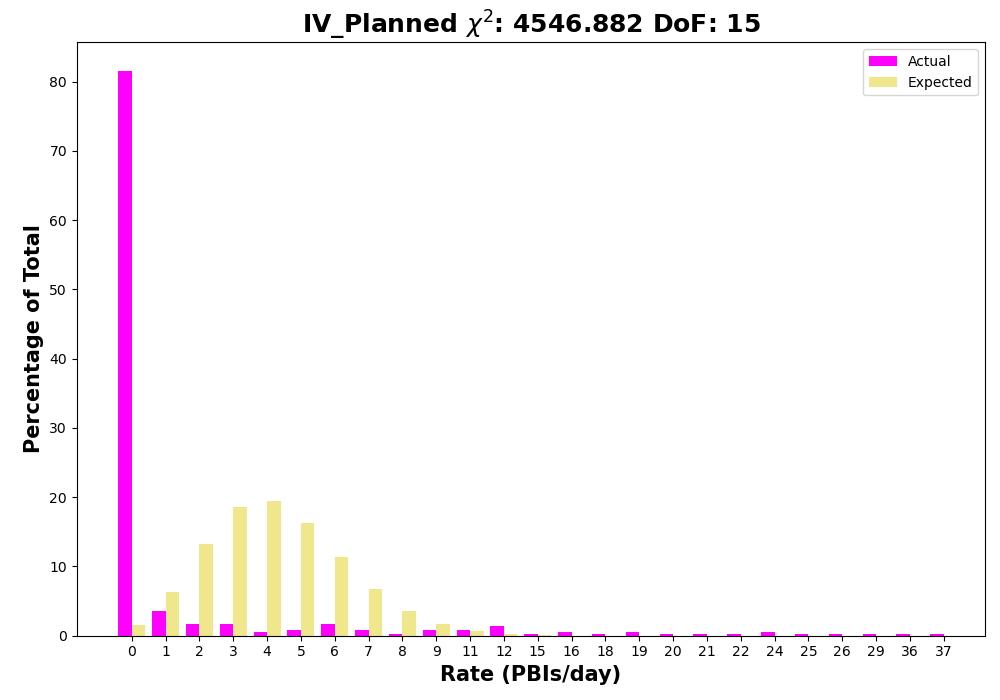 IV_Planned χ²: 4546.882 DoF: 15
Actual
Expected
Percentage of Total
80
70
60
50
40
30
20
10
0
0 1 2 3 4 5 6 7 8 9 11 12 15 16 18 19 20 21 22 24 25 26 29 36 37
Rate (PBIs/day)